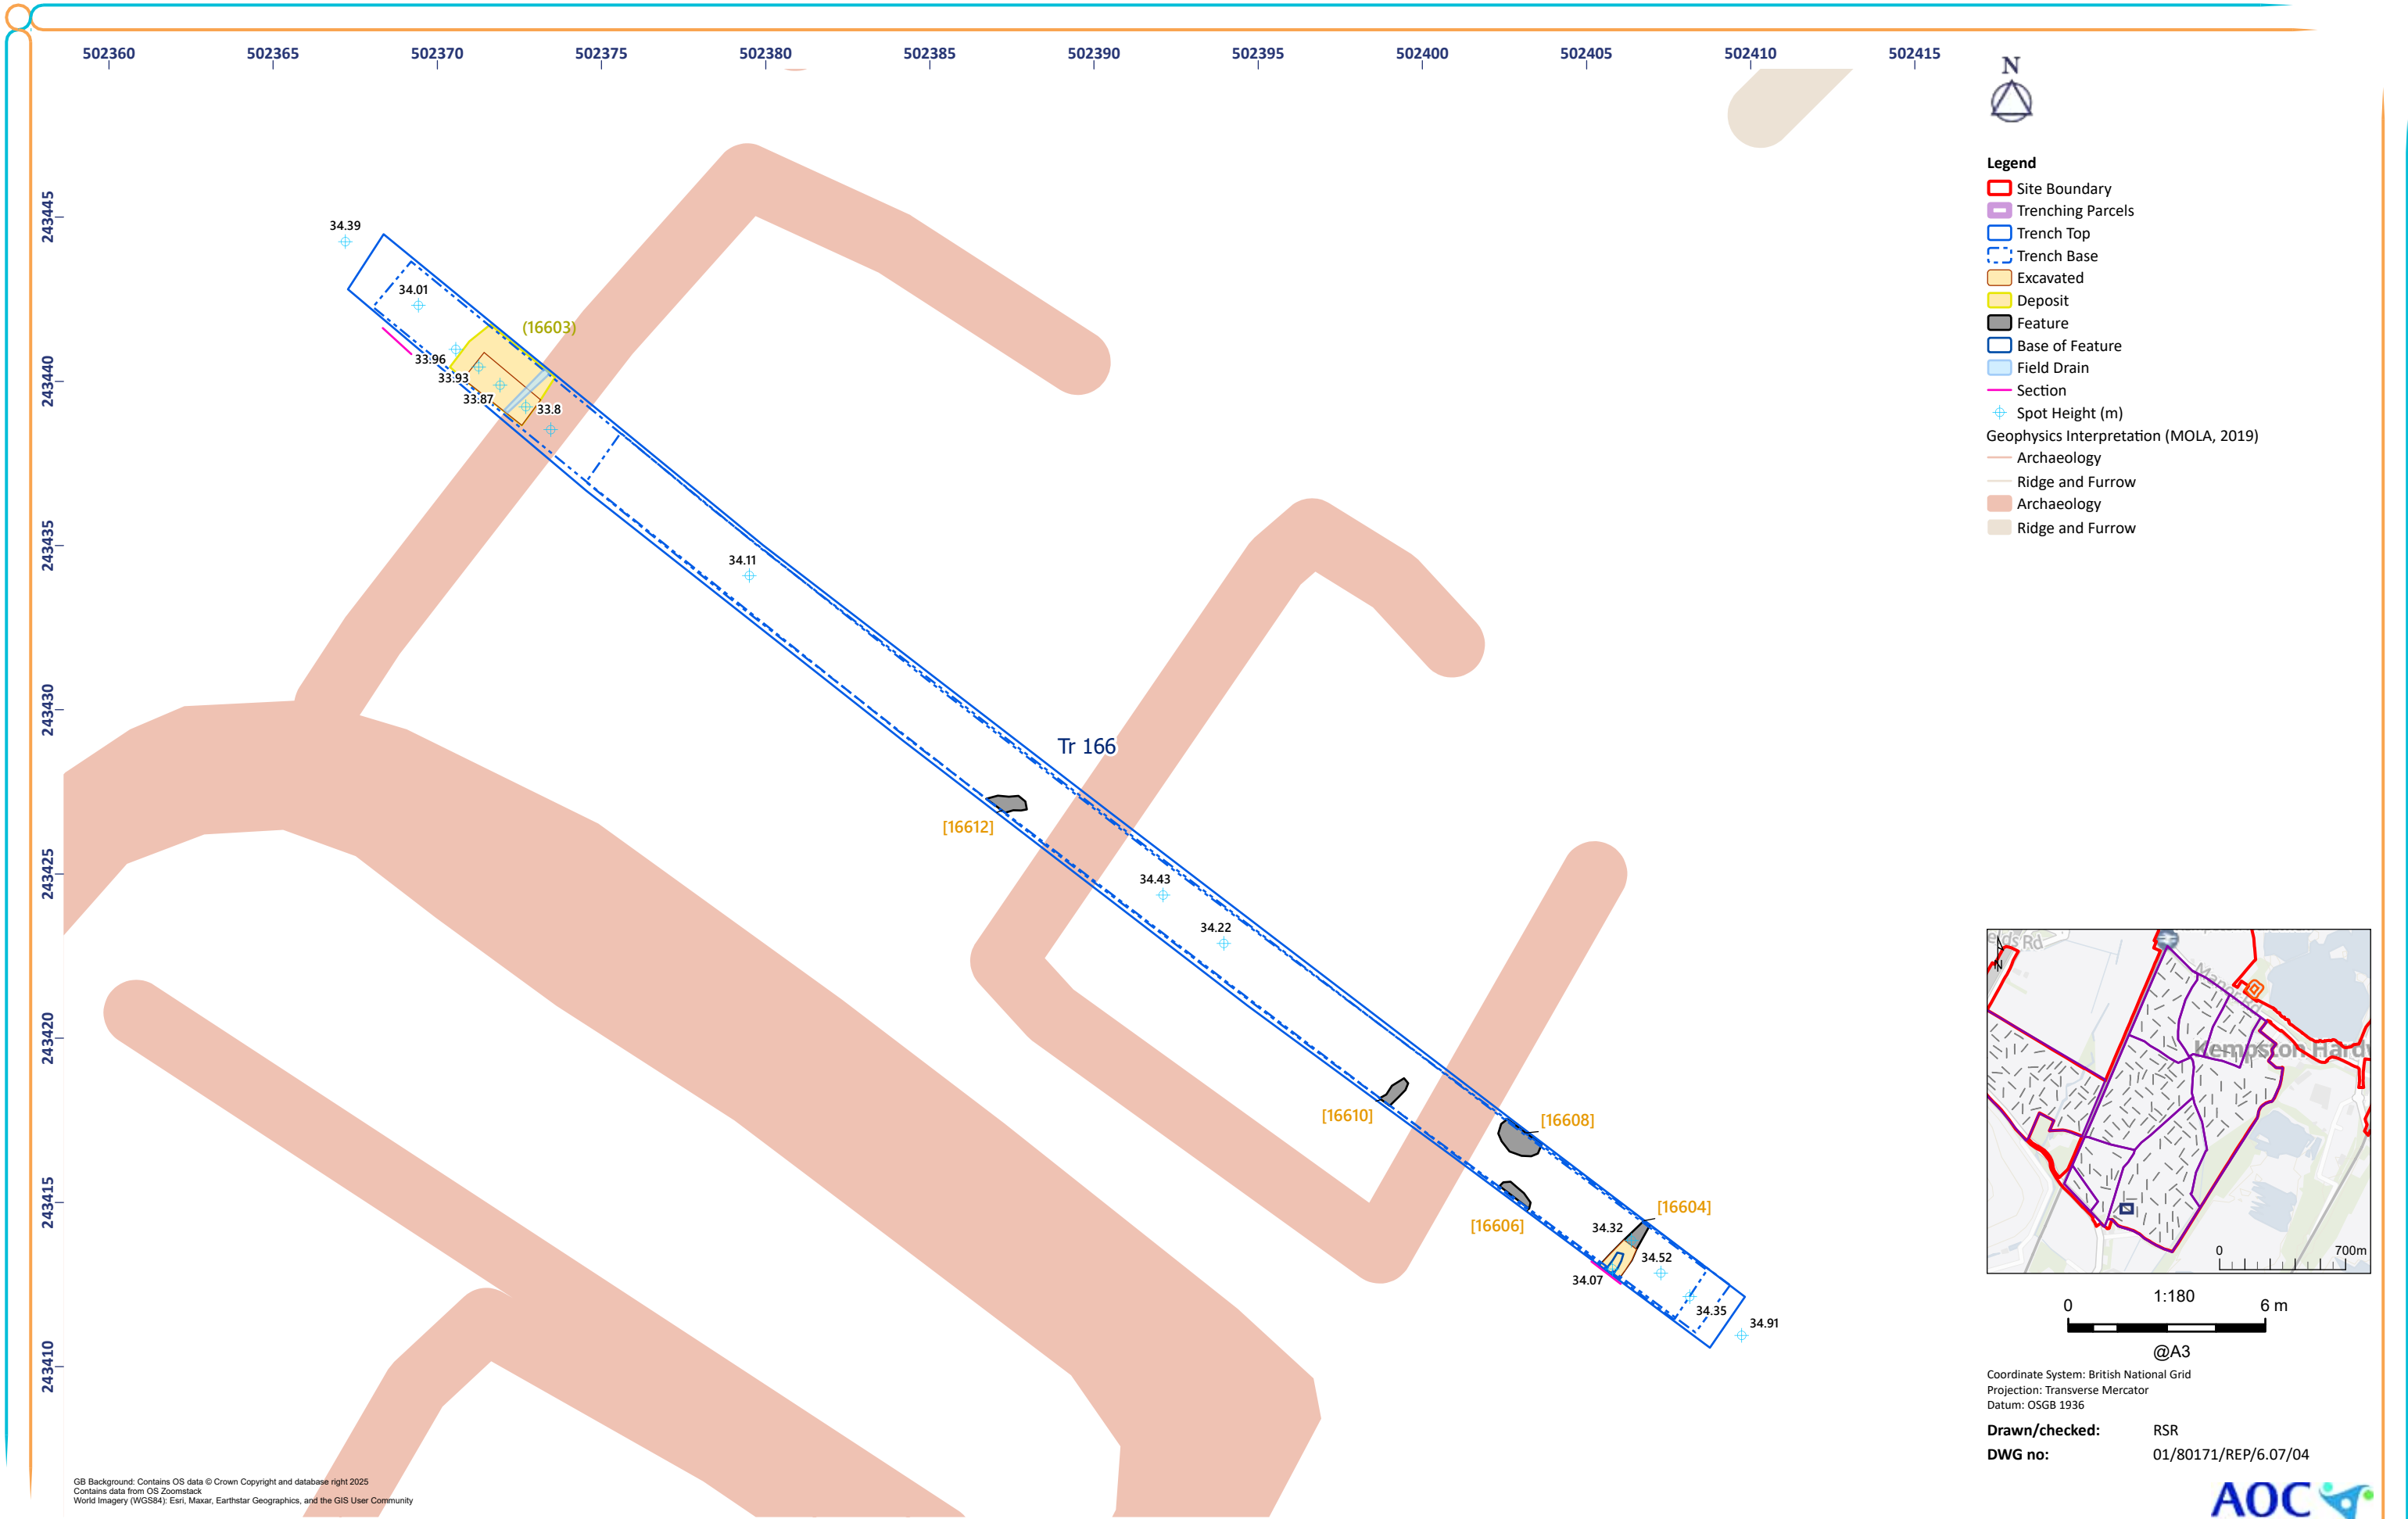 502360 502365 502370 502375 502380 502385 502390 502395 502400 502405 502410 502415
243445
243440
243435
243430
243425
243420
243415
243410
34.39
34.01
(16603)
33.96
33.93
33.87
33.8
34.11
Tr 166
[16612]
34.43
34.22
[16610]
[16608]
[16606]
[16604]
34.32
34.52
34.07
34.35
34.91
N
Legend
Site Boundary
Trenching Parcels
Trench Top
Trench Base
Excavated
Deposit
Feature
Base of Feature
Field Drain
Section
Spot Height (m)
Geophysics Interpretation (MOLA, 2019)
Archaeology
Ridge and Furrow
Archaeology
Ridge and Furrow
N
Rd
Manor Rd
Kempston Hardw
0 700m
1:180
0 6 m
@A3
Coordinate System: British National Grid
Projection: Transverse Mercator
Datum: OSGB 1936
Drawn/checked: RSR
DWG no: 01/80171/REP/6.07/04
AOC
GB Background: Contains OS data © Crown Copyright and database right 2025
Contains data from OS Zoomstack
World Imagery (WGS84): Esri, Maxar, Earthstar Geographics, and the GIS User Community